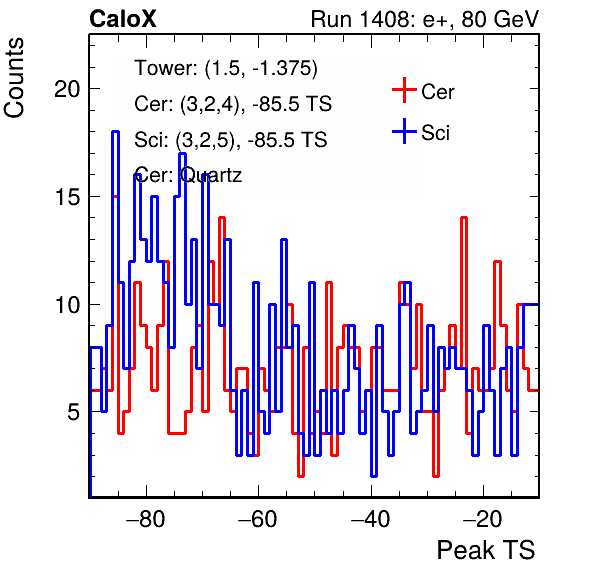 CaloX
Run 1408: e+, 80 GeV
Counts
Tower: (1.5, -1.375)
Cer: (3,2,4), -85.5 TS
Sci: (3,2,5), -85.5 TS
Cer: Quartz
Cer
Sci
20
15
10
5
−80 −60 −40 −20
Peak TS